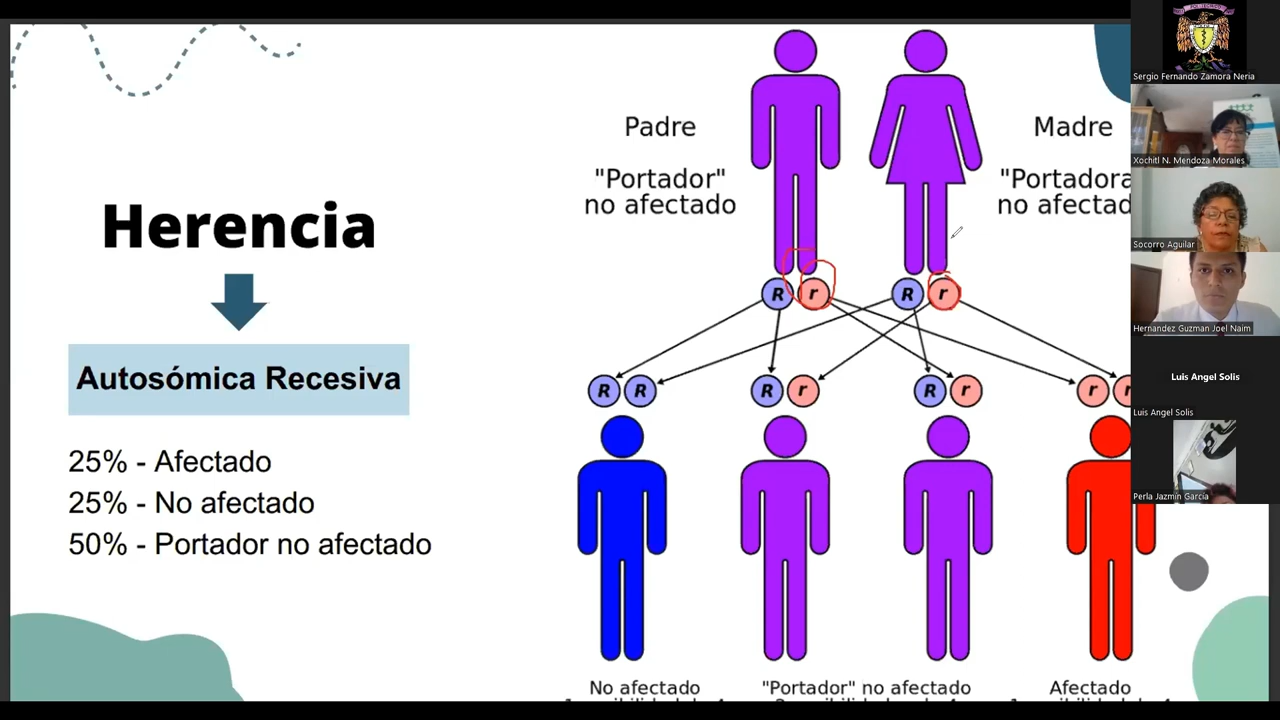 Herencia
Autosómica Recesiva
25% - Afectado
25% - No afectado
50% - Portador no afectado
Padre
"Portador"
no afectado
Madre
"Portadora
no afectad
R r R r
R R R r R r r r
No afectado
"Portador" no afectado
Afectado
Sergio Fernando Zamora Neria
Xochitl N. Mendoza Morales
Socorro Aguilar
Hernandez Guzman Joel Naim
Luis Angel Solis
Luis Angel Solis
Perla Jazmín García